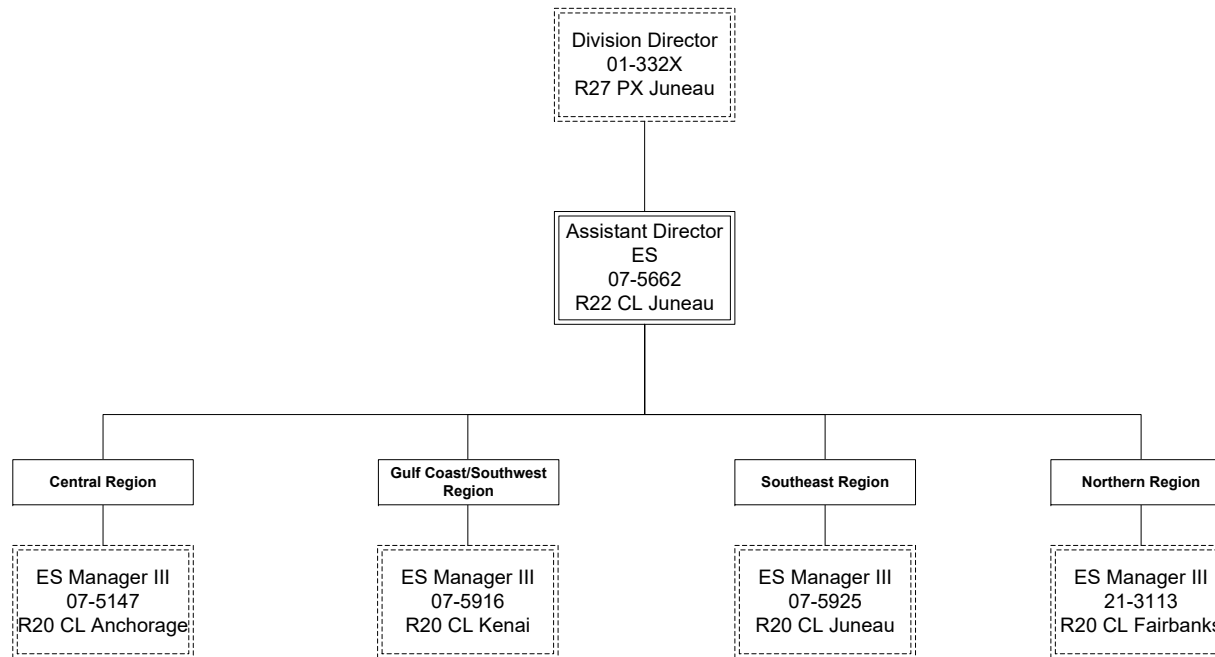 Division Director
01-332X
R27 PX Juneau
Assistant Director
ES
07-5662
R22 CL Juneau
Central Region
Gulf Coast/Southwest
Region
Southeast Region
Northern Region
ES Manager III
07-5147
R20 CL Anchorage
ES Manager III
07-5916
R20 CL Kenai
ES Manager III
07-5925
R20 CL Juneau
ES Manager III
21-3113
R20 CL Fairbanks